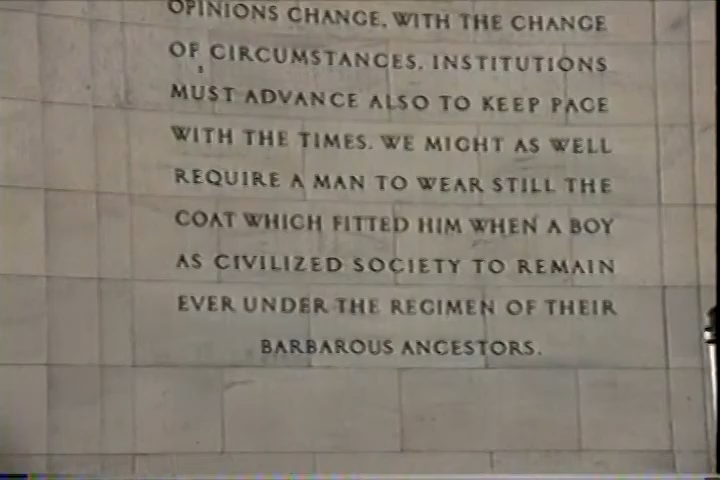 OPINIONS CHANGE, WITH THE CHANGE
OF CIRCUMSTANCES, INSTITUTIONS
MUST ADVANCE ALSO TO KEEP PACE
WITH THE TIMES. WE MIGHT AS WELL
REQUIRE A MAN TO WEAR STILL THE
COAT WHICH FITTED HIM WHEN A BOY
AS CIVILIZED SOCIETY TO REMAIN
EVER UNDER THE REGIMEN OF THEIR
BARBAROUS ANCESTORS.